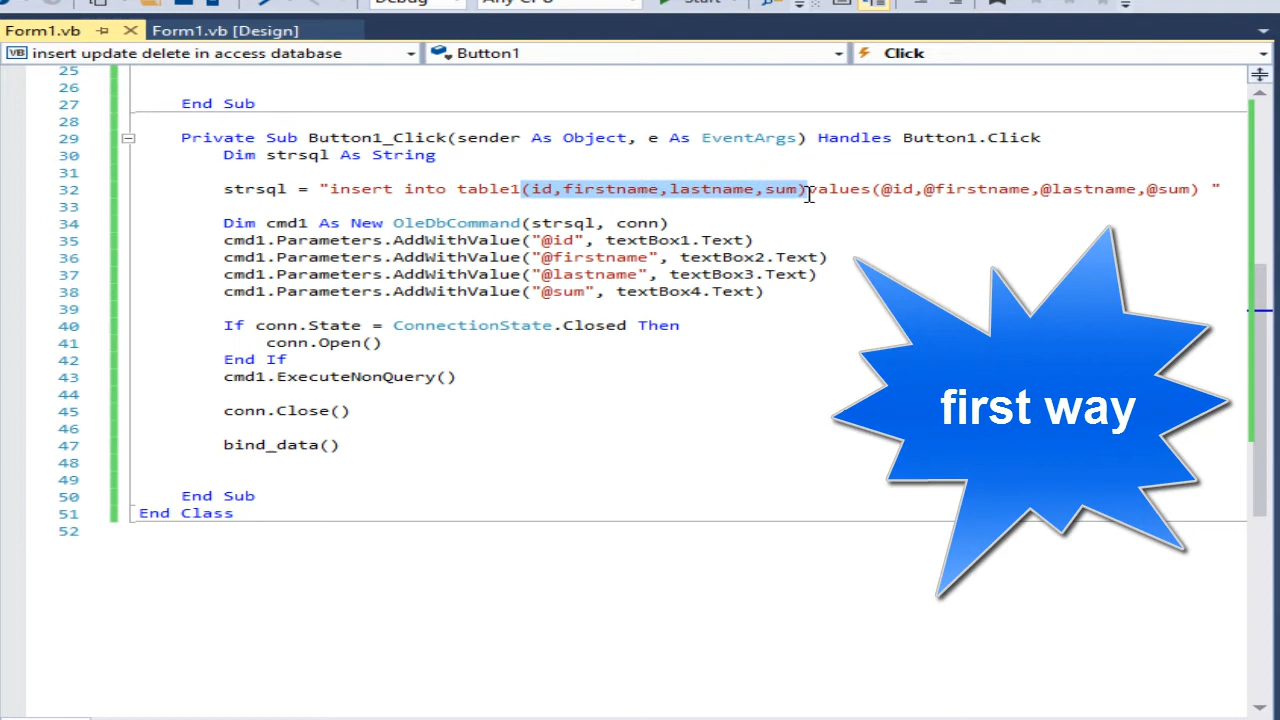 Debug Any CPU Start
Form1.vb Form1.vb [Design]
VB insert update delete in access database Button1 Click
25
26
27 End Sub
28
29 Private Sub Button1_Click(sender As Object, e As EventArgs) Handles Button1.Click
30 Dim strsql As String
31
32 strsql = "insert into table1(id,firstname,lastname,sum)values(@id,@firstname,@lastname,@sum) "
33
34 Dim cmd1 As New OleDbCommand(strsql, conn)
35 cmd1.Parameters.AddWithValue("@id", textBox1.Text)
36 cmd1.Parameters.AddWithValue("@firstname", textBox2.Text)
37 cmd1.Parameters.AddWithValue("@lastname", textBox3.Text)
38 cmd1.Parameters.AddWithValue("@sum", textBox4.Text)
39
40 If conn.State = ConnectionState.Closed Then
41 conn.Open()
42 End If
43 cmd1.ExecuteNonQuery()
44
45 conn.Close()
46
47 bind_data()
48
49
50 End Sub
51 End Class
52
first way